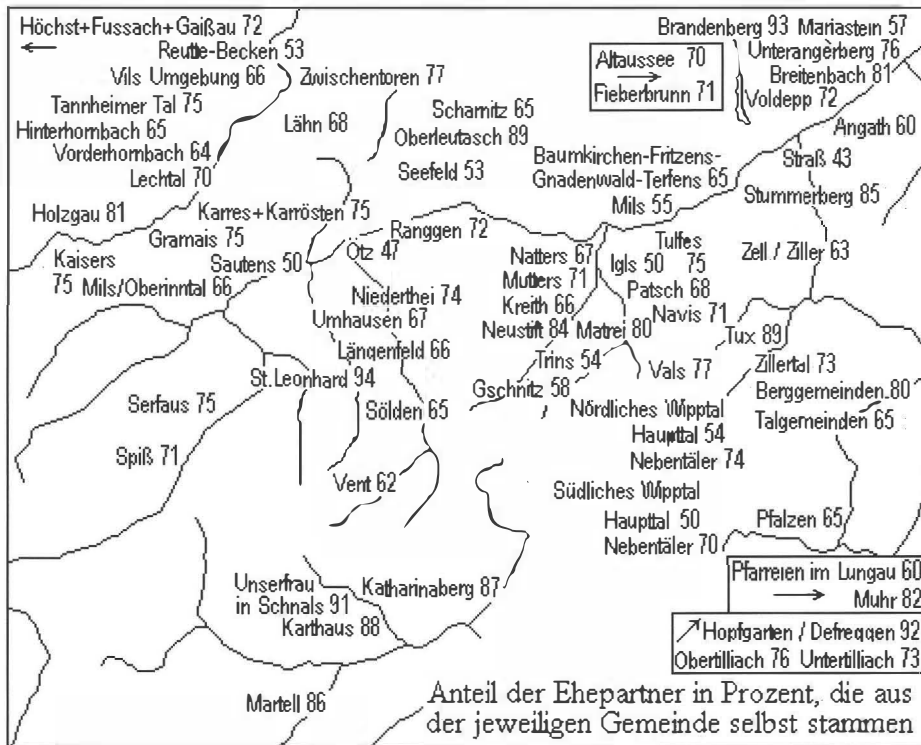 Höchst+Fussach+Gaißau 72
Reutte-Becken 53
Vils Umgebung 66
Zwischentoren 77
Tannheimer Tal 75
Hinterhornbach 65
Vorderhornbach 64
Lechtal 70
Lähn 68
Scharnitz 65
Oberleutasch 89
Seefeld 53
Altaussee 70
Fieberbrunn 71
Brandenberg 93 Mariastein 57
Unterangerberg 76
Breitenbach 81
Voldepp 72
Angath 60
Straß 43
Baumkirchen-Fritzens-
Gnadenwald-Terfens 65
Mils 55
Stummerberg 85
Holzgau 81
Karres+Karrösten 75
Gramais 75
Ranggen 72
Ötz 47
Kaisers
75
Sautens 50
Mils/Oberinntal 66
Natters 67
Mutters 71
Kreith 66
Neustift 84
Tulfes
75
Igls 50
Patsch 68
Navis 71
Matrei 80
Zell / Ziller 63
Niederthei 74
Umhausen 67
Längenfeld 66
Tux 89
Trins 54
Vals 77
Zillertal 73
Berggemeinden 80
Talgemeinden 65
St.Leonhard 94
Gschnitz 58
Serfaus 75
Sölden 65
Nördliches Wipptal
Haupttal 54
Nebentäler 74
Spiß 71
Vent 62
Südliches Wipptal
Haupttal 50
Nebentäler 70
Pfalzen 65
Unserfrau
in Schnals 91
Karthaus 88
Katharinaberg 87
Pfarreien im Lungau 60
Muhr 82
Hopfgarten / Defreggen 92
Obertilliach 76 Untertilliach 73
Martell 86
Anteil der Ehepartner in Prozent, die aus
der jeweiligen Gemeinde selbst stammen